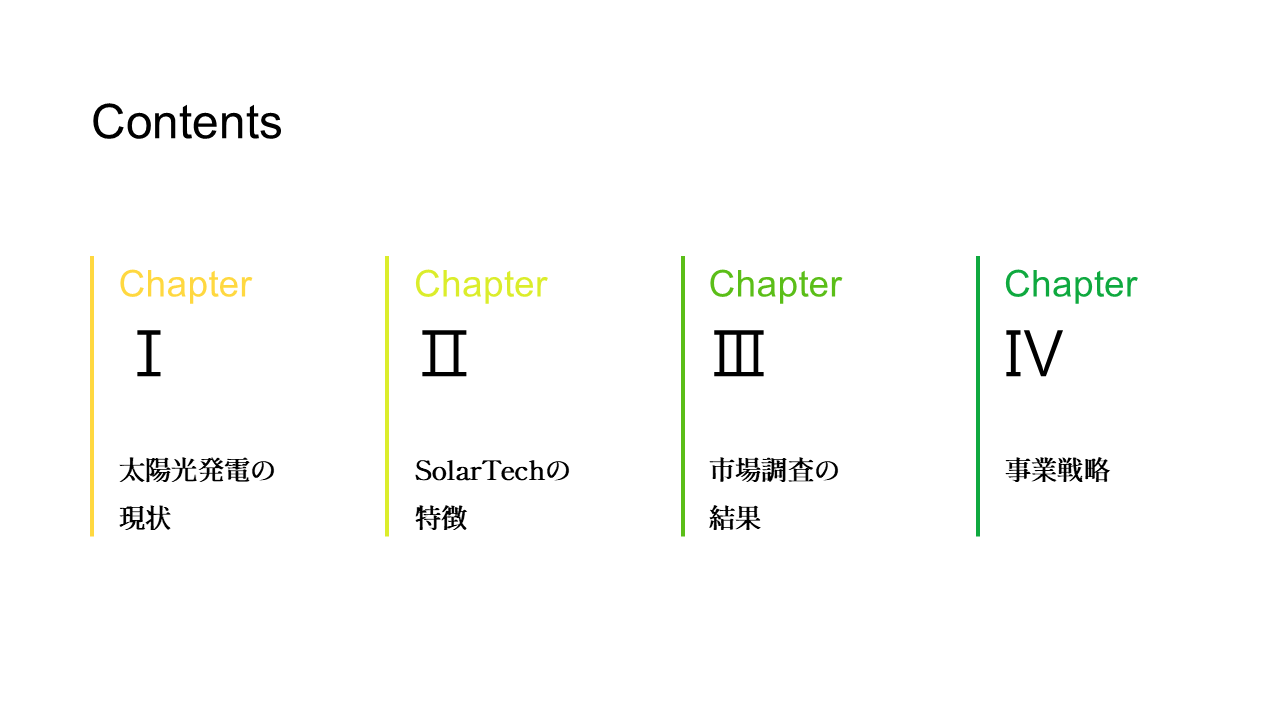 Contents
Chapter
Ⅰ
太陽光発電の
現状
Chapter
Ⅱ
SolarTechの
特徴
Chapter
Ⅲ
市場調査の
結果
Chapter
Ⅳ
事業戦略